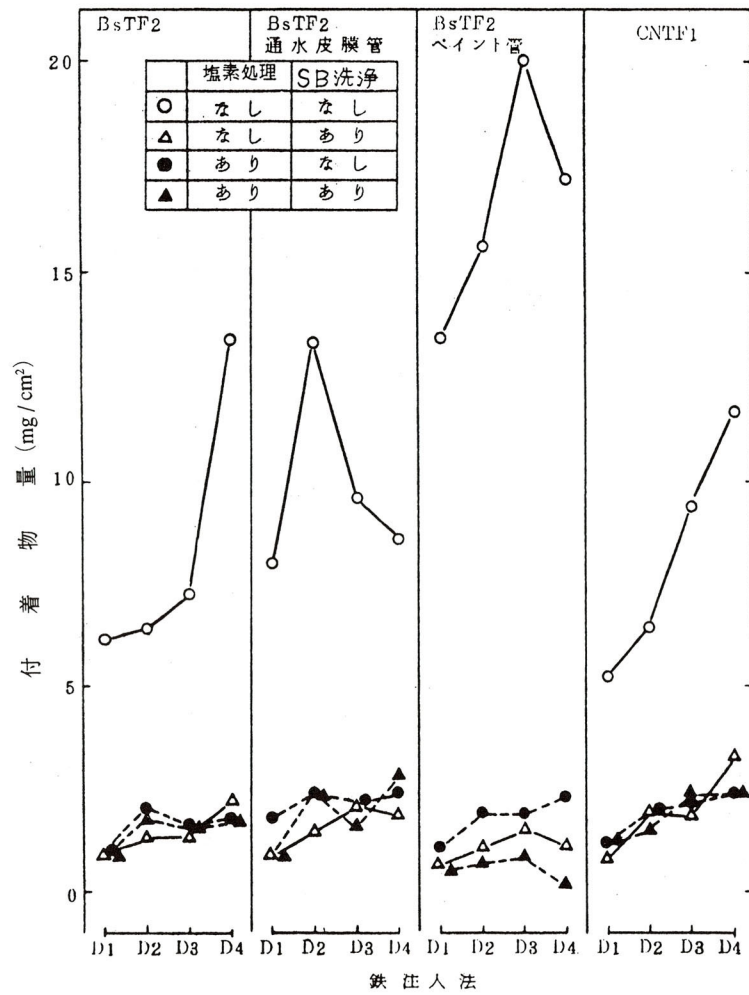 BsTF2
BsTF2
通水皮膜管
BsTF2
ペイント管
CNTF1
塩素処理 SB洗浄
○ なし なし
△ なし あり
● あり なし
▲ あり あり
20
15
10
5
0
付着物量 (mg/cm²)
D1 D2 D3 D4 D1 D2 D3 D4 D1 D2 D3 D4 D1 D2 D3 D4
鉄注入法